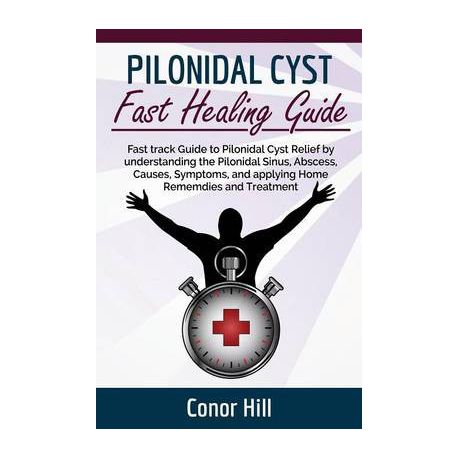 PILONIDAL CYST
Fast Healing Guide
Fast track Guide to Pilonidal Cyst Relief by
understanding the Pilonidal Sinus, Abscess,
Causes, Symptoms, and applying Home
Rememdies and Treatment
Conor Hill